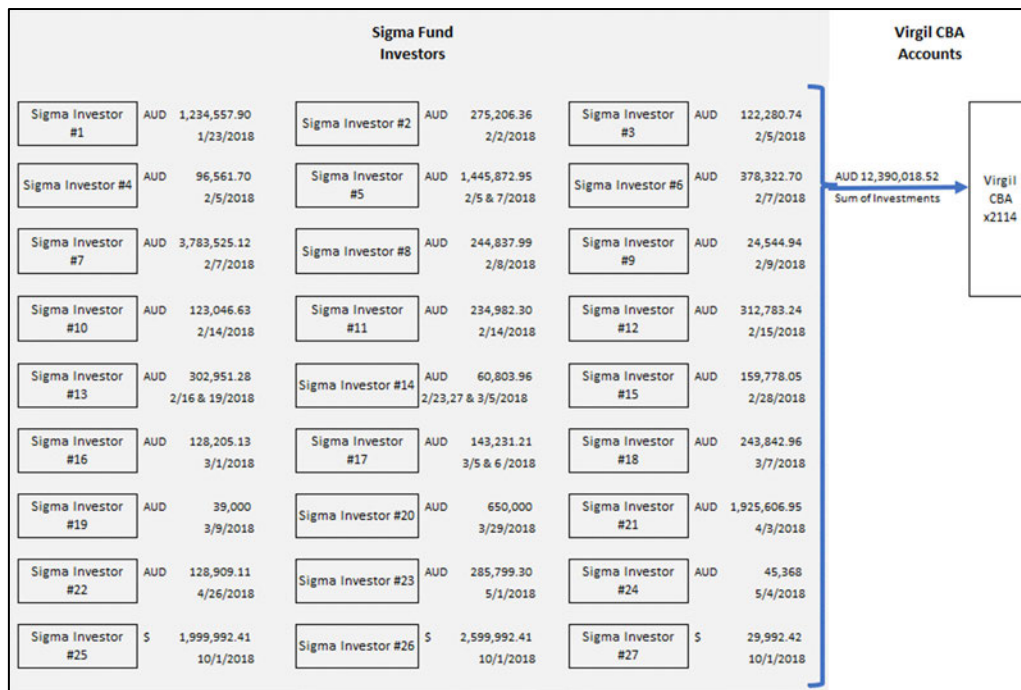 Sigma Fund
Investors
Virgil CBA
Accounts
Sigma Investor
#1
AUD 1,234,557.90
1/23/2018
Sigma Investor #2
AUD 275,206.36
2/2/2018
Sigma Investor
#3
AUD 122,280.74
2/5/2018
Sigma Investor #4
AUD 96,561.70
2/5/2018
Sigma Investor
#5
AUD 1,445,872.95
2/5 & 7/2018
Sigma Investor #6
AUD 378,322.70
2/7/2018
AUD 12,390,018.52
Sum of Investments
Virgil
CBA
x2114
Sigma Investor
#7
AUD 3,783,525.12
2/7/2018
Sigma Investor #8
AUD 244,837.99
2/8/2018
Sigma Investor
#9
AUD 24,544.94
2/9/2018
Sigma Investor
#10
AUD 123,046.63
2/14/2018
Sigma Investor
#11
AUD 234,982.30
2/14/2018
Sigma Investor
#12
AUD 312,783.24
2/15/2018
Sigma Investor
#13
AUD 302,951.28
2/16 & 19/2018
Sigma Investor #14
AUD 60,803.96
2/23,27 & 3/5/2018
Sigma Investor
#15
AUD 159,778.05
2/28/2018
Sigma Investor
#16
AUD 128,205.13
3/1/2018
Sigma Investor
#17
AUD 143,231.21
3/5 & 6/2018
Sigma Investor
#18
AUD 243,842.96
3/7/2018
Sigma Investor
#19
AUD 39,000
3/9/2018
Sigma Investor #20
AUD 650,000
3/29/2018
Sigma Investor
#21
AUD 1,925,606.95
4/3/2018
Sigma Investor
#22
AUD 128,909.11
4/26/2018
Sigma Investor #23
AUD 285,799.30
5/1/2018
Sigma Investor
#24
AUD 45,368
5/4/2018
Sigma Investor
#25
$ 1,999,992.41
10/1/2018
Sigma Investor #26
$ 2,599,992.41
10/1/2018
Sigma Investor
#27
$ 29,992.42
10/1/2018